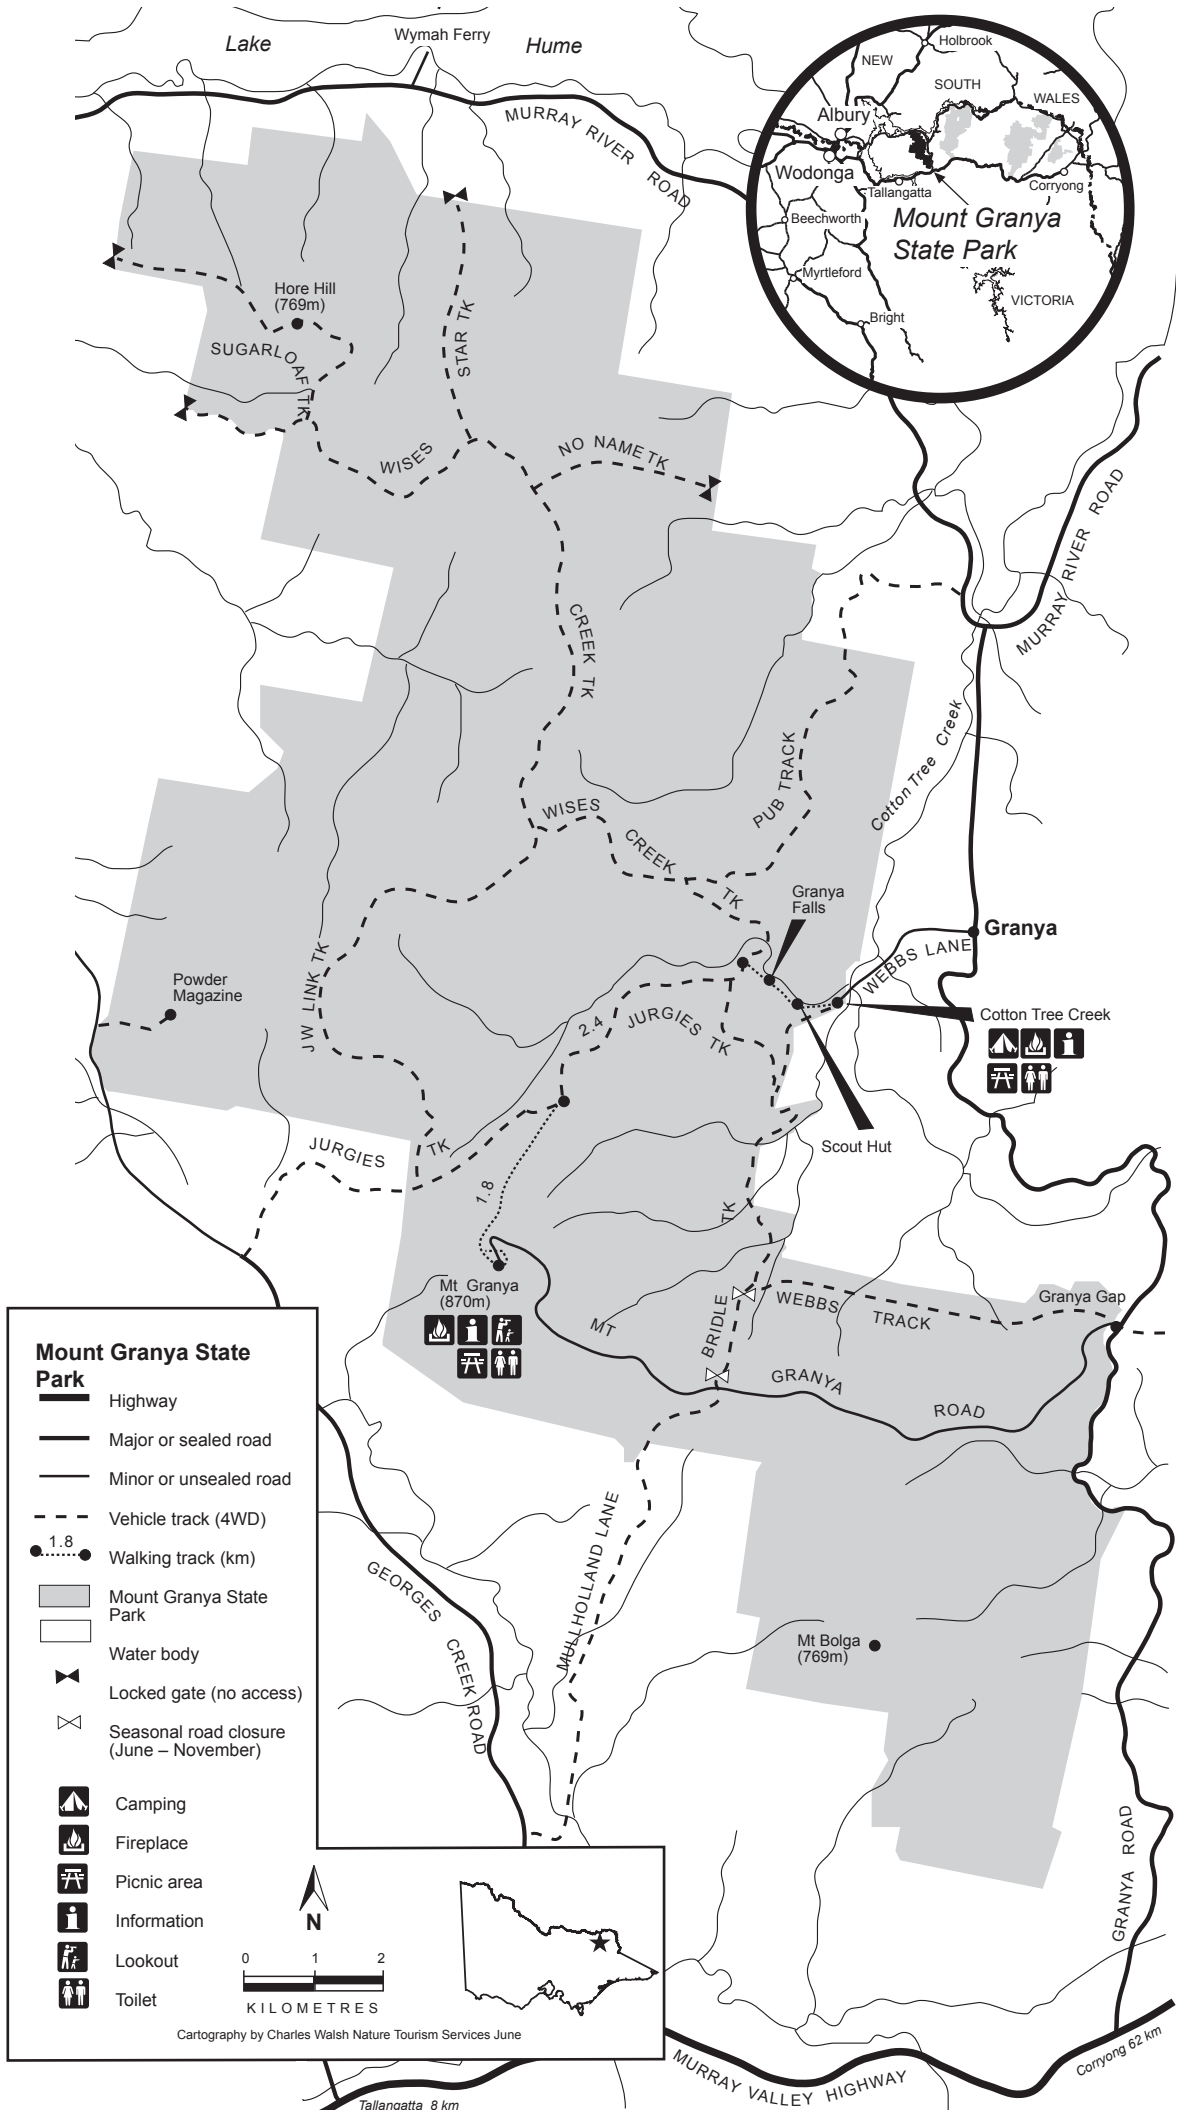 Lake
Wymah Ferry
Hume
MURRAY RIVER ROAD
Holbrook
NEW
SOUTH
WALES
Albury
Wodonga
Tallangatta
Corryong
Beechworth
Mount Granya
State Park
Myrtleford
VICTORIA
Bright
Hore Hill
(769m)
SUGARLOAF TK
STAR TK
WISES
NO NAME TK
CREEK TK
MURRAY RIVER ROAD
Cotton Tree Creek
PUB TRACK
WISES
CREEK
TK
Granya
Falls
Granya
WEBBS LANE
Powder
Magazine
JW LINK TK
2.4
JURGIES TK
Cotton Tree Creek
Scout Hut
JURGIES
TK
1.8
TK
Mt Granya
(870m)
BRIDLE
WEBBS TRACK
Granya Gap
MT
GRANYA
ROAD
Mount Granya State
Park
Highway
Major or sealed road
Minor or unsealed road
Vehicle track (4WD)
1.8
Walking track (km)
Mount Granya State
Park
Water body
Locked gate (no access)
Seasonal road closure
(June – November)
Camping
Fireplace
Picnic area
Information
Lookout
Toilet
GEORGES
CREEK ROAD
MULLHOLLAND LANE
Mt Bolga
(769m)
GRANYA ROAD
N
0 1 2
KILOMETRES
Cartography by Charles Walsh Nature Tourism Services June
MURRAY VALLEY HIGHWAY
Corryong 62 km
Tallangatta 8 km